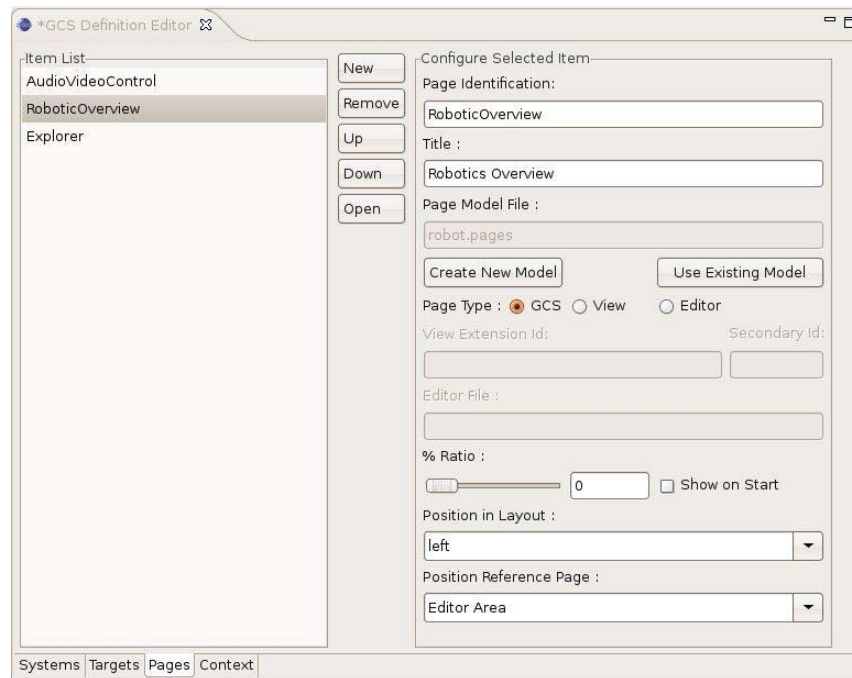 *GCS Definition Editor
Item List
AudioVideoControl
RoboticOverview
Explorer
New
Remove
Up
Down
Open
Configure Selected Item
Page Identification:
RoboticOverview
Title :
Robotics Overview
Page Model File :
robot.pages
Create New Model Use Existing Model
Page Type : GCS View Editor
View Extension Id: Secondary Id:
Editor File :
% Ratio :
0 Show on Start
Position in Layout :
left
Position Reference Page :
Editor Area
Systems Targets Pages Context